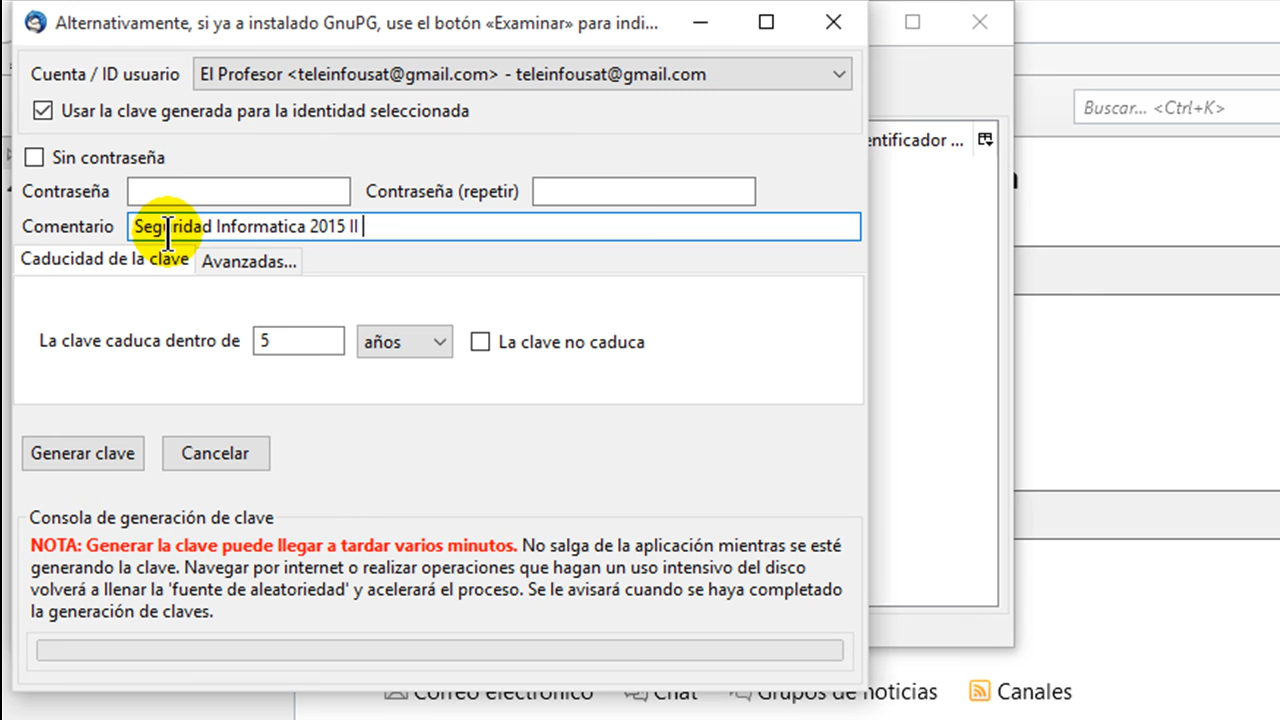 Alternativamente, si ya a instalado GnuPG, use el botón «Examinar» para indi...
Cuenta / ID usuario El Profesor <teleinfousat@gmail.com> - teleinfousat@gmail.com
Usar la clave generada para la identidad seleccionada
Buscar... <Ctrl+K>
entificador ...
Sin contraseña
Contraseña Contraseña (repetir)
Comentario Seguridad Informatica 2015 II
Caducidad de la clave Avanzadas...
La clave caduca dentro de 5 años La clave no caduca
Generar clave Cancelar
Consola de generación de clave
NOTA: Generar la clave puede llegar a tardar varios minutos. No salga de la aplicación mientras se esté
generando la clave. Navegar por internet o realizar operaciones que hagan un uso intensivo del disco
volverá a llenar la 'fuente de aleatoriedad' y acelerará el proceso. Se le avisará cuando se haya completado
la generación de claves.
Correo electrónico Chat Grupos de noticias Canales